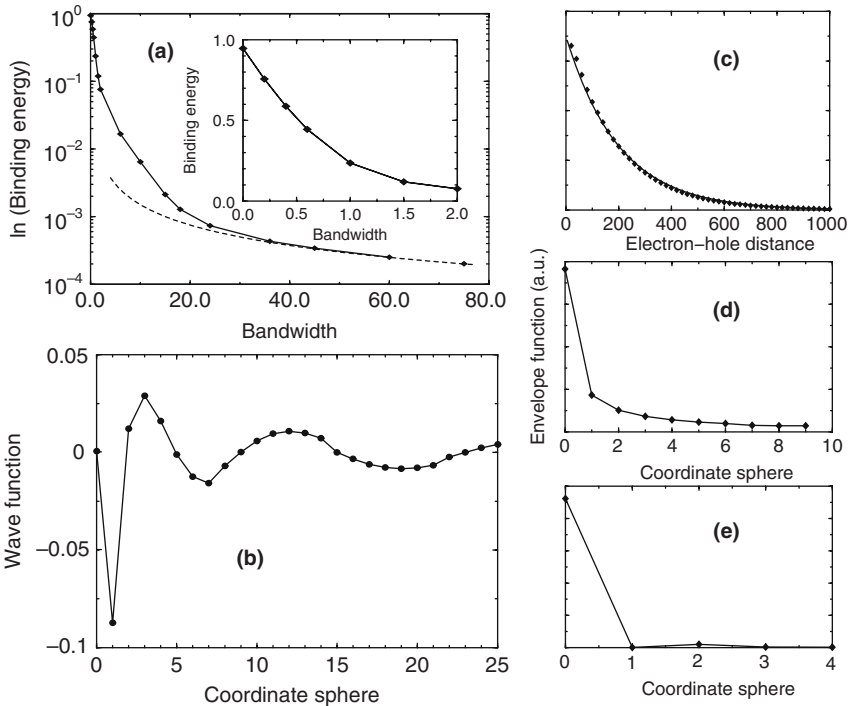 (a)
ln (Binding energy)
10^0
10^−1
10^−2
10^−3
10^−4
0.0 20.0 40.0 60.0 80.0
Bandwidth
Binding energy
1.0
0.5
0.0
0.0 0.5 1.0 1.5 2.0
Bandwidth
(b)
Wave function
0.05
0
−0.05
−0.1
0 5 10 15 20 25
Coordinate sphere
(c)
0 200 400 600 800 1000
Electron−hole distance
Envelope function (a.u.)
(d)
0 2 4 6 8 10
Coordinate sphere
(e)
0 1 2 3 4
Coordinate sphere